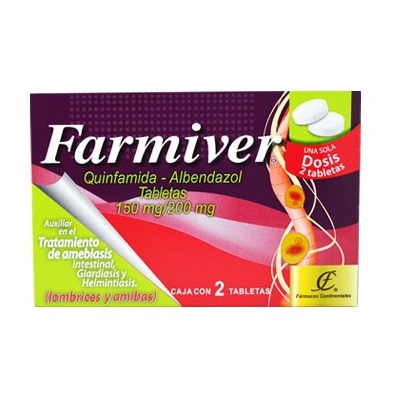 Farmiver®
Quinfamida - Albendazol
Tabletas
150 mg/200 mg
UNA SOLA
Dosis
2 tabletas
Auxiliar
en el
Tratamiento
de amebiasis
intestinal,
Giardiasis y
Helmintiasis.
(lombrices y amibas)
CAJA CON 2 TABLETAS
Fármacos Continentales